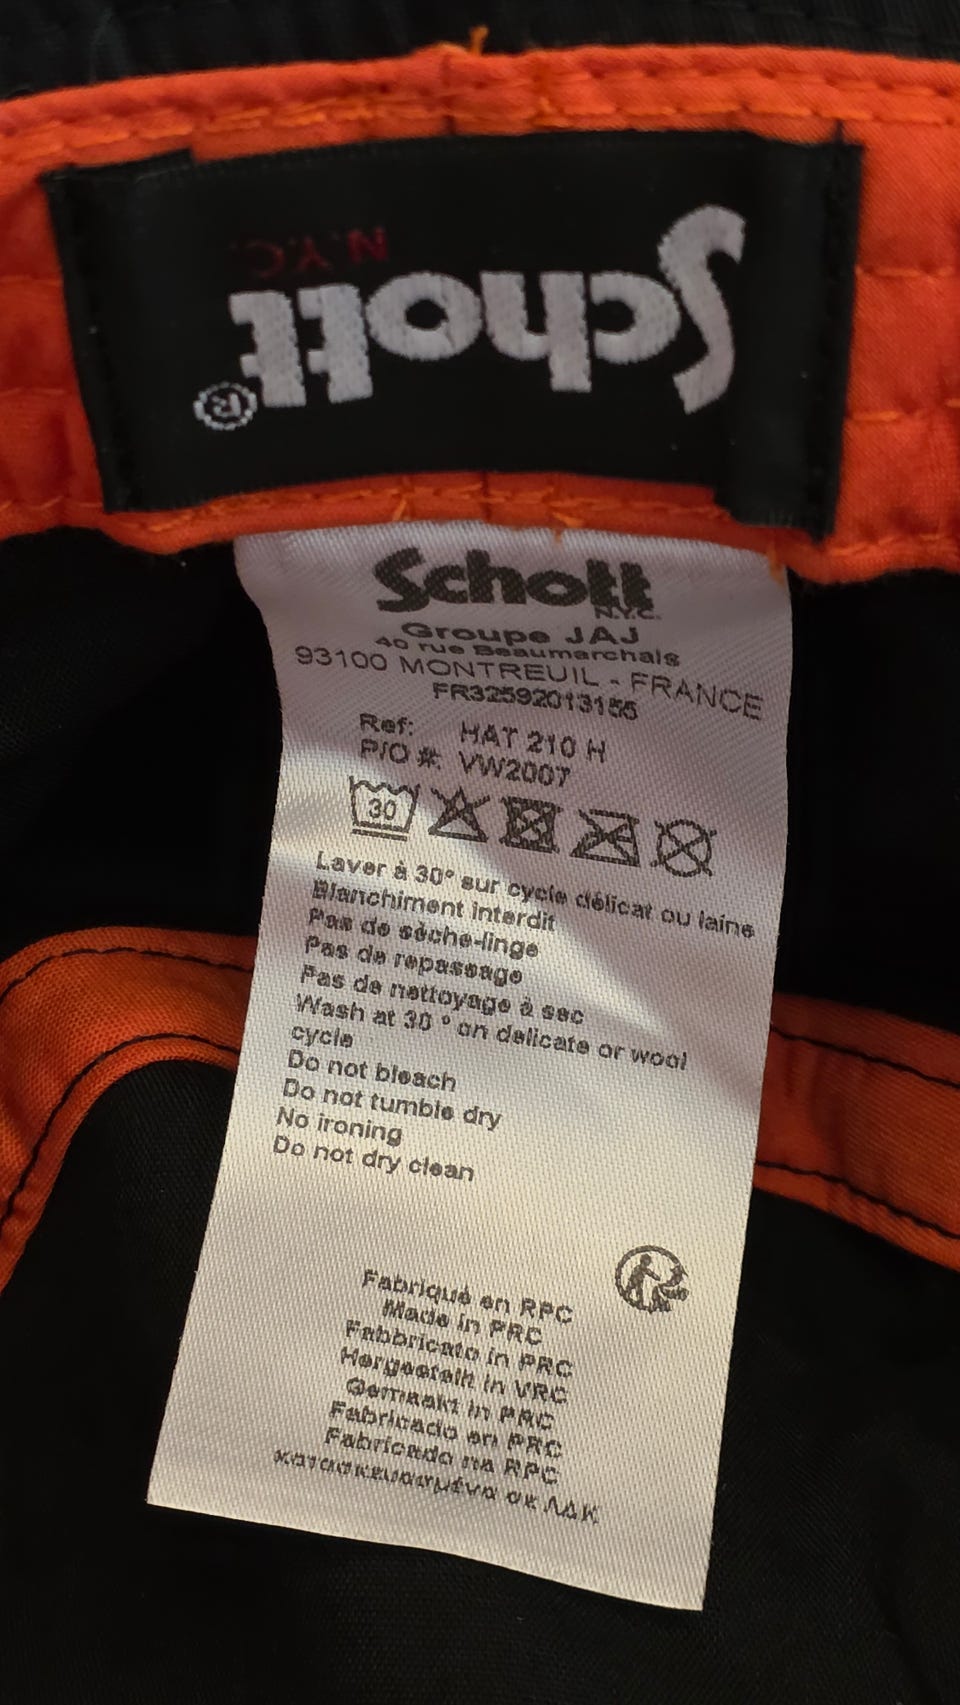 Schott®
N.Y.C.
Schott
N.Y.C.
Groupe JAJ
40 rue Beaumarchais
93100 MONTREUIL - FRANCE
FR32592013155
Ref: HAT 210 H
P/O #: VW2007
30
Laver à 30° sur cycle délicat ou laine
Blanchiment interdit
Pas de sèche-linge
Pas de repassage
Pas de nettoyage à sec
Wash at 30 ° on delicate or wool
cycle
Do not bleach
Do not tumble dry
No ironing
Do not dry clean
Fabriqué en RPC
Made in PRC
Fabbricato in PRC
Hergestellt in VRC
Gemaakt in PRC
Fabricado en PRC
Fabricado na RPC
κατασκευασμένα σε ΛΔΚ